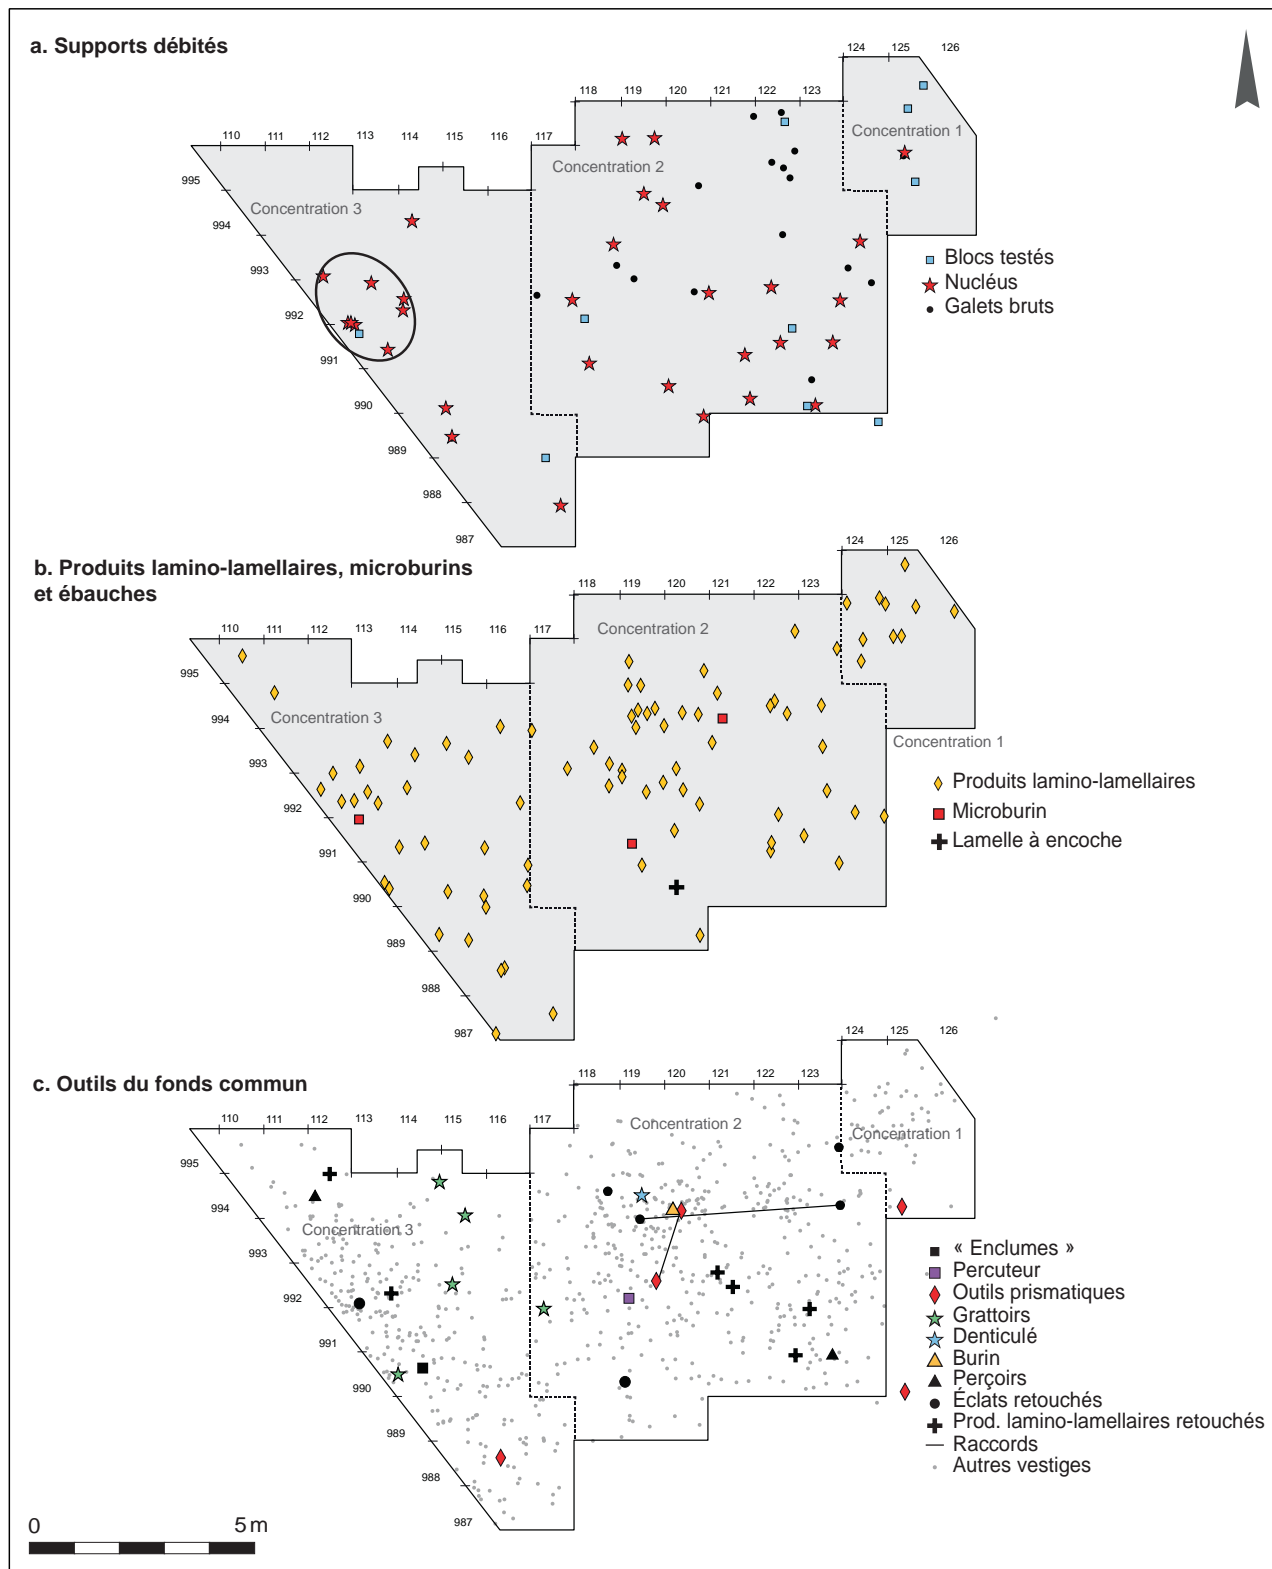 a. Supports débités
124 125 126
118 119 120 121 122 123
110 111 112 113 114 115 116 117
Concentration 1
Concentration 2
Concentration 3
995
994
993
992
991
990
989
988
987
Blocs testés
Nucléus
Galets bruts
b. Produits lamino-lamellaires, microburins
et ébauches
124 125 126
118 119 120 121 122 123
110 111 112 113 114 115 116 117
Concentration 2
Concentration 3
Concentration 1
995
994
993
992
991
990
989
988
987
Produits lamino-lamellaires
Microburin
Lamelle à encoche
c. Outils du fonds commun
124 125 126
118 119 120 121 122 123
110 111 112 113 114 115 116 117
Concentration 2
Concentration 1
Concentration 3
995
994
993
992
991
990
989
988
987
« Enclumes »
Percuteur
Outils prismatiques
Grattoirs
Denticulé
Burin
Perçoirs
Éclats retouchés
Prod. lamino-lamellaires retouchés
Raccords
Autres vestiges
0 5 m